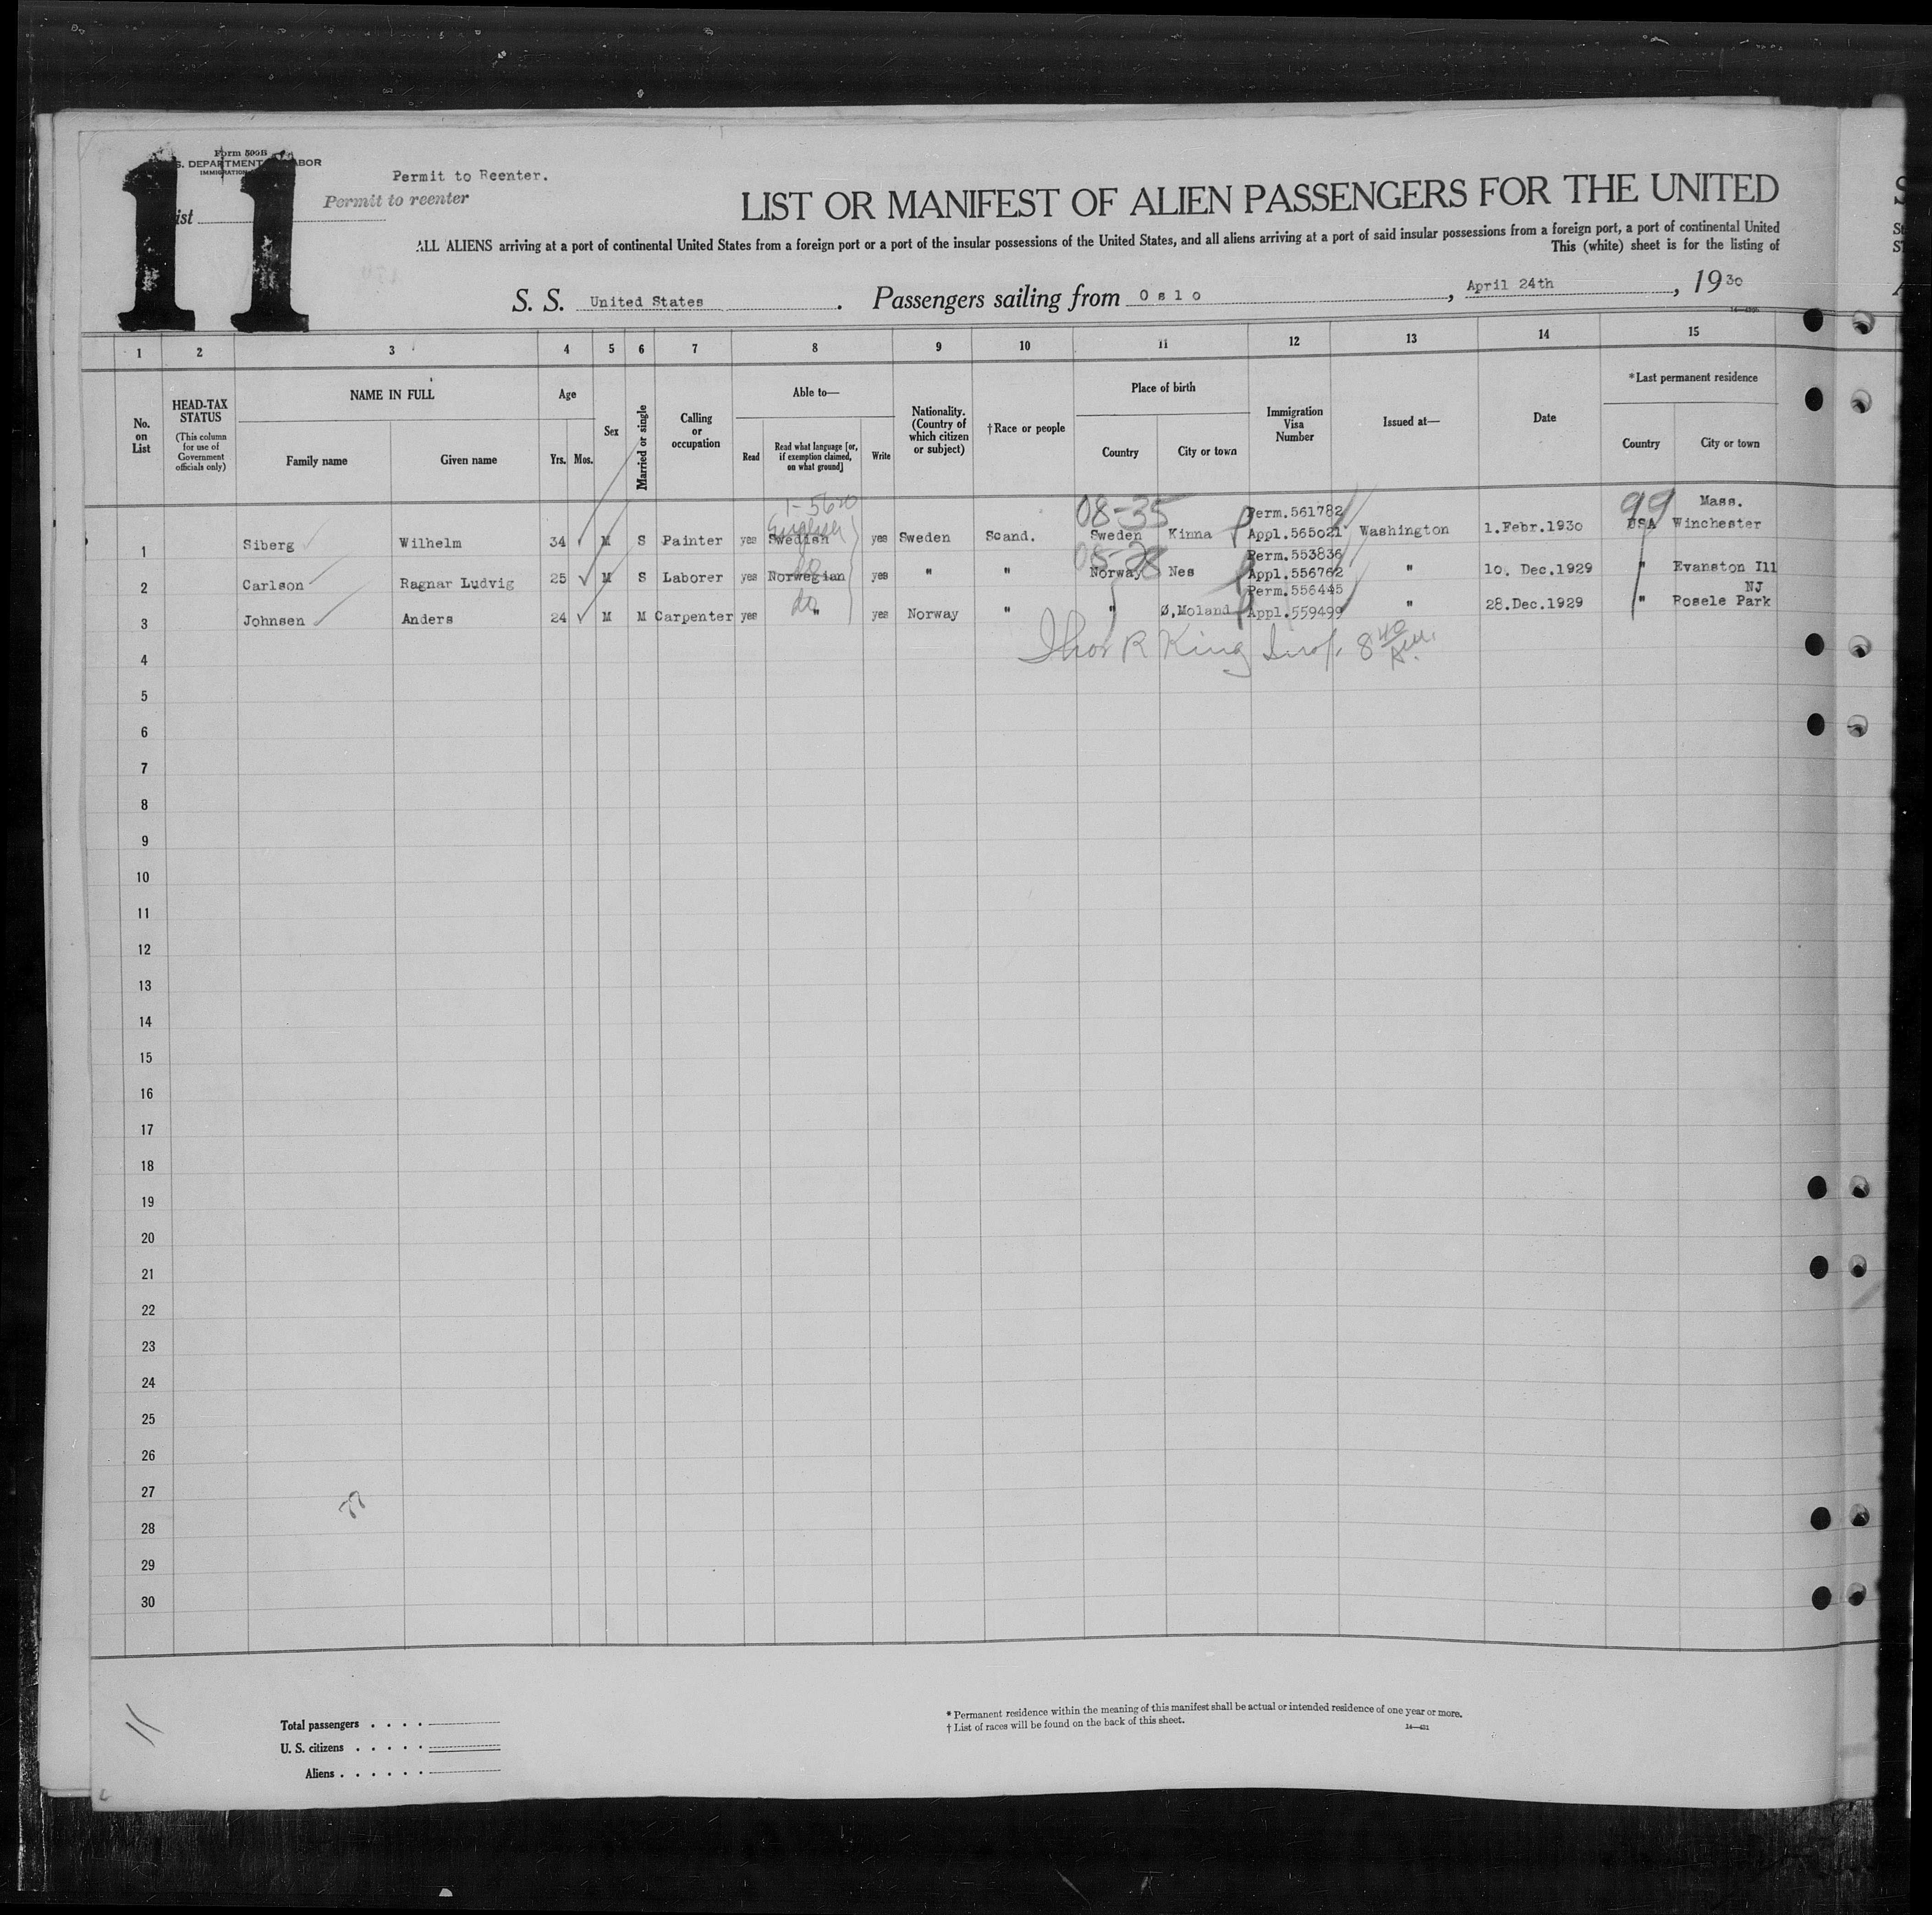 11
Form 595B
S. DEPARTMENT ABOR
IMMIGRATION
ist
Permit to Reenter.
Permit to reenter
LIST OR MANIFEST OF ALIEN PASSENGERS FOR THE UNITED
ALL ALIENS arriving at a port of continental United States from a foreign port or a port of the insular possessions of the United States, and all aliens arriving at a port of said insular possessions from a foreign port, a port of continental United
This (white) sheet is for the listing of
S. S. United States . Passengers sailing from Oslo , April 24th , 1930
1 2 3 4 5 6 7 8 9 10 11 12 13 14 15
No. on List
HEAD-TAX STATUS
(This column for use of Government officials only)
NAME IN FULL
Family name Given name
Age
Yrs. Mos.
Sex
Married or single
Calling or occupation
Able to—
Read
Read what language [or, if exemption claimed, on what ground]
Write
Nationality. (Country of which citizen or subject)
†Race or people
Place of birth
Country City or town
Immigration Visa Number
Issued at—
Date
*Last permanent residence
Country City or town
08-35 Perm.561782 99 Mass.
English
1 Siberg Wilhelm 34 M S Painter yes Swedish yes Sweden Scand. Sweden Kinna Appl.565021 Washington 1.Febr.1930 USA Winchester
do Perm.553836
2 Carlson Ragnar Ludvig 25 M S Laborer yes Norwegian yes " " Norway Nes Appl.556762 " 10. Dec.1929 " Evanston Ill
do Perm.556445 NJ
3 Johnsen Anders 24 M M Carpenter yes " yes Norway " " Ø,Moland Appl.559499 " 28.Dec.1929 " Rosele Park
4 Thor R King Insp. 8 40
5
6
7
8
9
10
11
12
13
14
15
16
17
18
19
20
21
22
23
24
25
26
27
28
29
30
11
Total passengers . . . .
U. S. citizens . . . . .
Aliens . . . . . .
* Permanent residence within the meaning of this manifest shall be actual or intended residence of one year or more.
† List of races will be found on the back of this sheet.